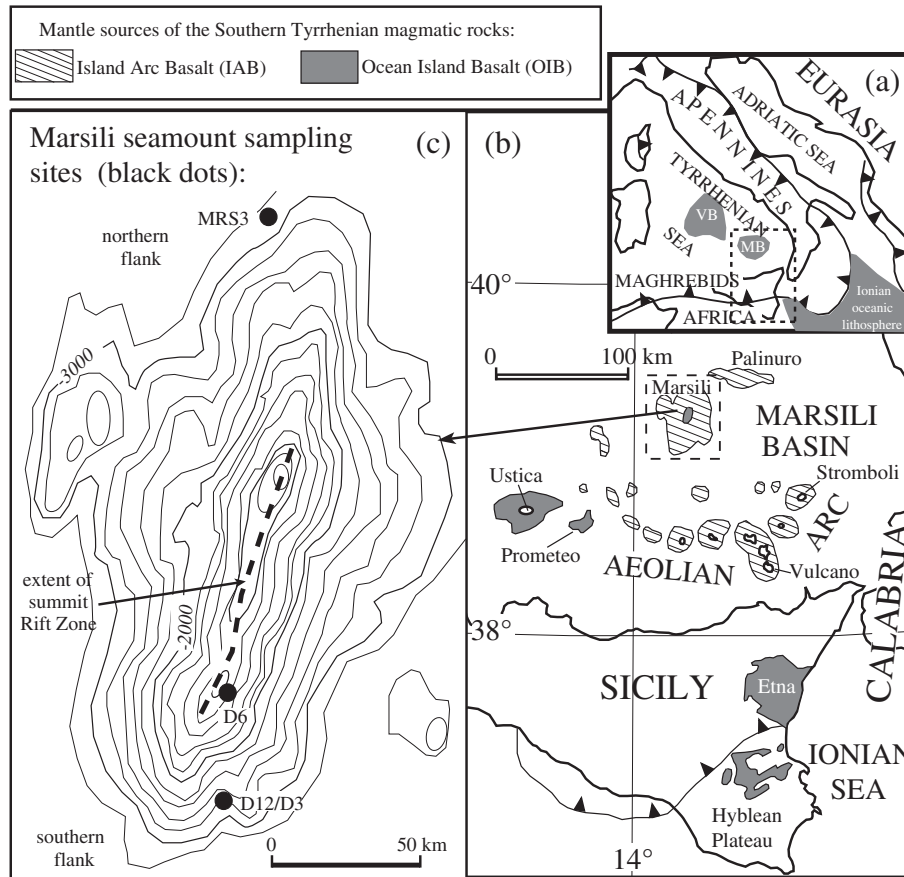 Mantle sources of the Southern Tyrrhenian magmatic rocks:
Island Arc Basalt (IAB)
Ocean Island Basalt (OIB)
Marsili seamount sampling
sites (black dots):
(c)
MRS3
northern
flank
-3000
extent of
summit
Rift Zone
-2000
D6
D12/D3
southern
flank
0
50 km
(b)
40°
0
100 km
Palinuro
Marsili
MARSILI
BASIN
Stromboli
Ustica
Prometeo
AEOLIAN
ARC
Vulcano
CALABRIA
38°
SICILY
Etna
IONIAN
SEA
Hyblean
Plateau
14°
(a)
EURASIA
ADRIATIC SEA
APENNINES
TYRRHENIAN
SEA
VB
MB
MAGHREBIDS
AFRICA
Ionian
oceanic
lithosphere